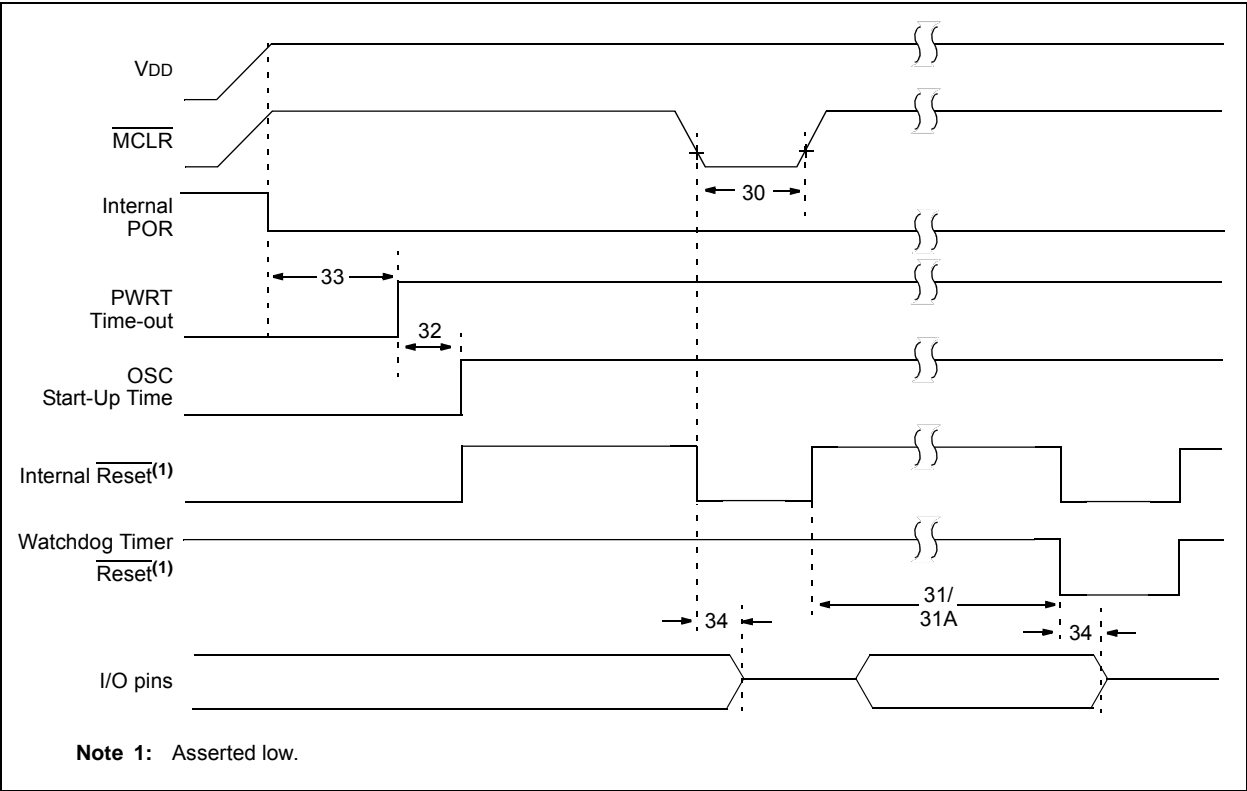 VDD
MCLR
30
Internal
POR
33
PWRT
Time-out
32
OSC
Start-Up Time
Internal Reset(1)
Watchdog Timer
Reset(1)
31/
31A
34
34
I/O pins
Note 1: Asserted low.